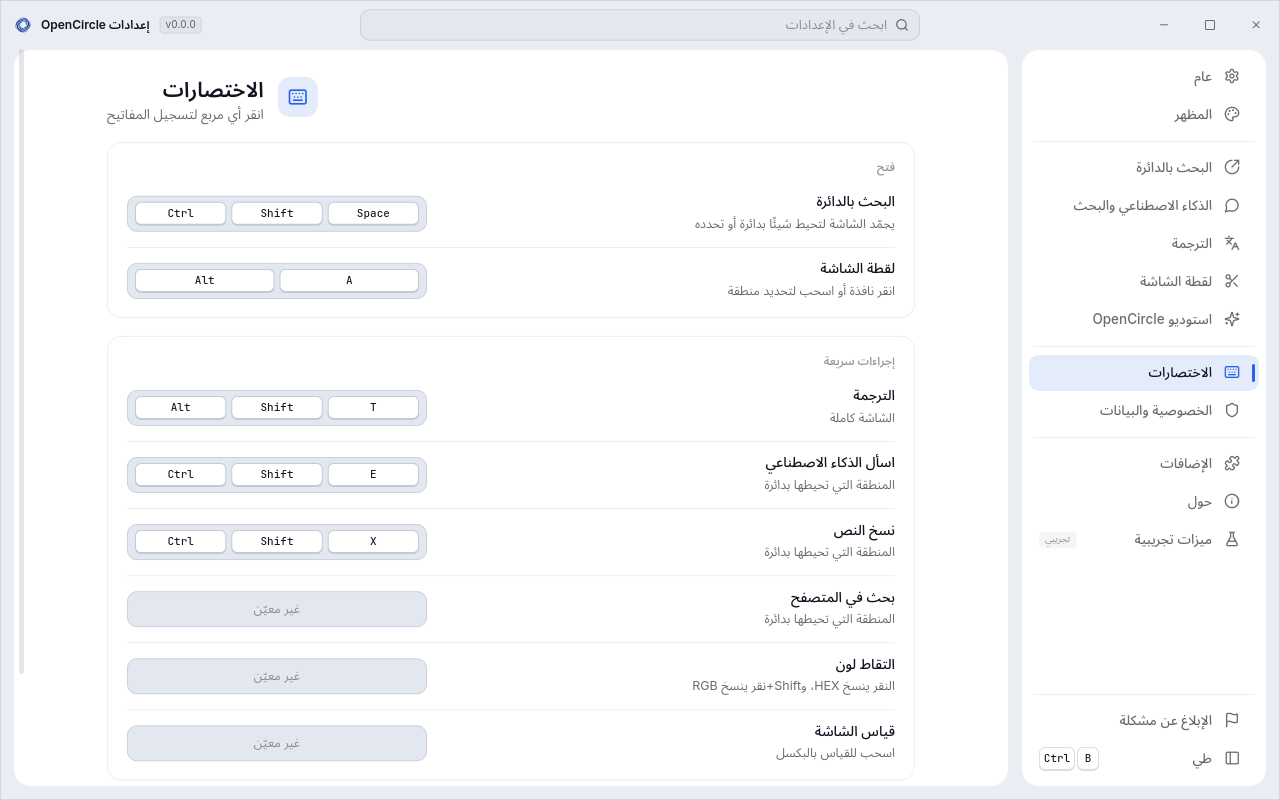 إعدادات OpenCircle
v0.0.0
ابحث في الإعدادات
عام
المظهر
البحث بالدائرة
الذكاء الاصطناعي والبحث
الترجمة
لقطة الشاشة
استوديو OpenCircle
الاختصارات
الخصوصية والبيانات
الإضافات
حول
ميزات تجريبية
تجريبي
الإبلاغ عن مشكلة
طي
Ctrl B
الاختصارات
انقر أي مربع لتسجيل المفاتيح
فتح
البحث بالدائرة
يجمّد الشاشة لتحيط شيئًا بدائرة أو تحدده
Ctrl Shift Space
لقطة الشاشة
انقر نافذة أو اسحب لتحديد منطقة
Alt A
إجراءات سريعة
الترجمة
الشاشة كاملة
Alt Shift T
اسأل الذكاء الاصطناعي
المنطقة التي تحيطها بدائرة
Ctrl Shift E
نسخ النص
المنطقة التي تحيطها بدائرة
Ctrl Shift X
بحث في المتصفح
المنطقة التي تحيطها بدائرة
غير معيّن
التقاط لون
النقر ينسخ HEX، وShift+نقر ينسخ RGB
غير معيّن
قياس الشاشة
اسحب للقياس بالبكسل
غير معيّن